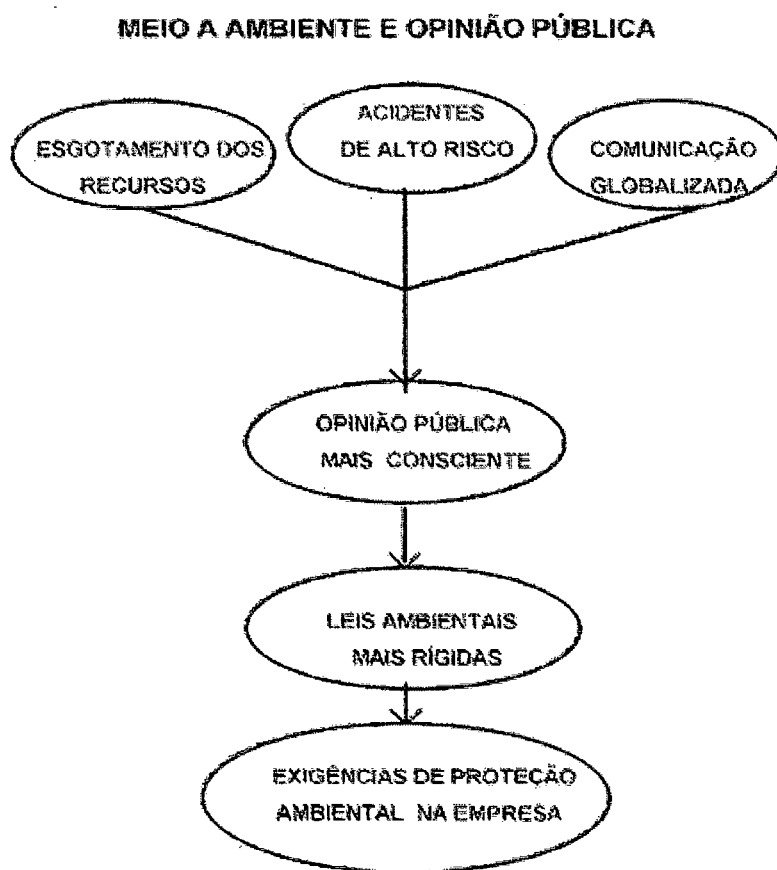 MEIO A AMBIENTE E OPINIÃO PÚBLICA
ESGOTAMENTO DOS
RECURSOS
ACIDENTES
DE ALTO RISCO
COMUNICAÇÃO
GLOBALIZADA
OPINIÃO PÚBLICA
MAIS CONSCIENTE
LEIS AMBIENTAIS
MAIS RÍGIDAS
EXIGÊNCIAS DE PROTEÇÃO
AMBIENTAL NA EMPRESA